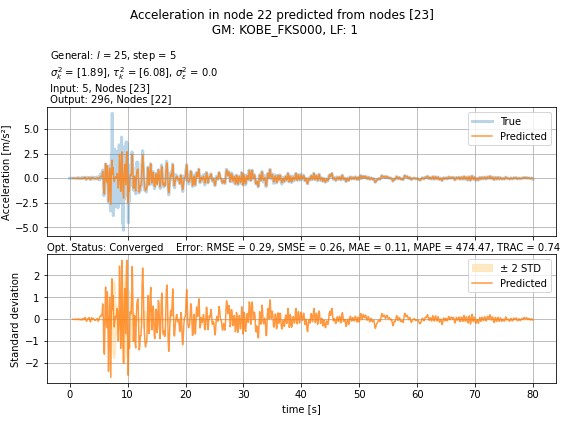 Acceleration in node 22 predicted from nodes [23]
GM: KOBE_FKS000, LF: 1
General: l = 25, step = 5
σ²ₖ = [1.89], τ²ₖ = [6.08], σ²ε = 0.0
Input: 5, Nodes [23]
Output: 296, Nodes [22]
Acceleration [m/s²]
5.0
2.5
0.0
−2.5
−5.0
True
Predicted
Opt. Status: Converged Error: RMSE = 0.29, SMSE = 0.26, MAE = 0.11, MAPE = 474.47, TRAC = 0.74
Standard deviation
2
1
0
−1
−2
± 2 STD
Predicted
0 10 20 30 40 50 60 70 80
time [s]